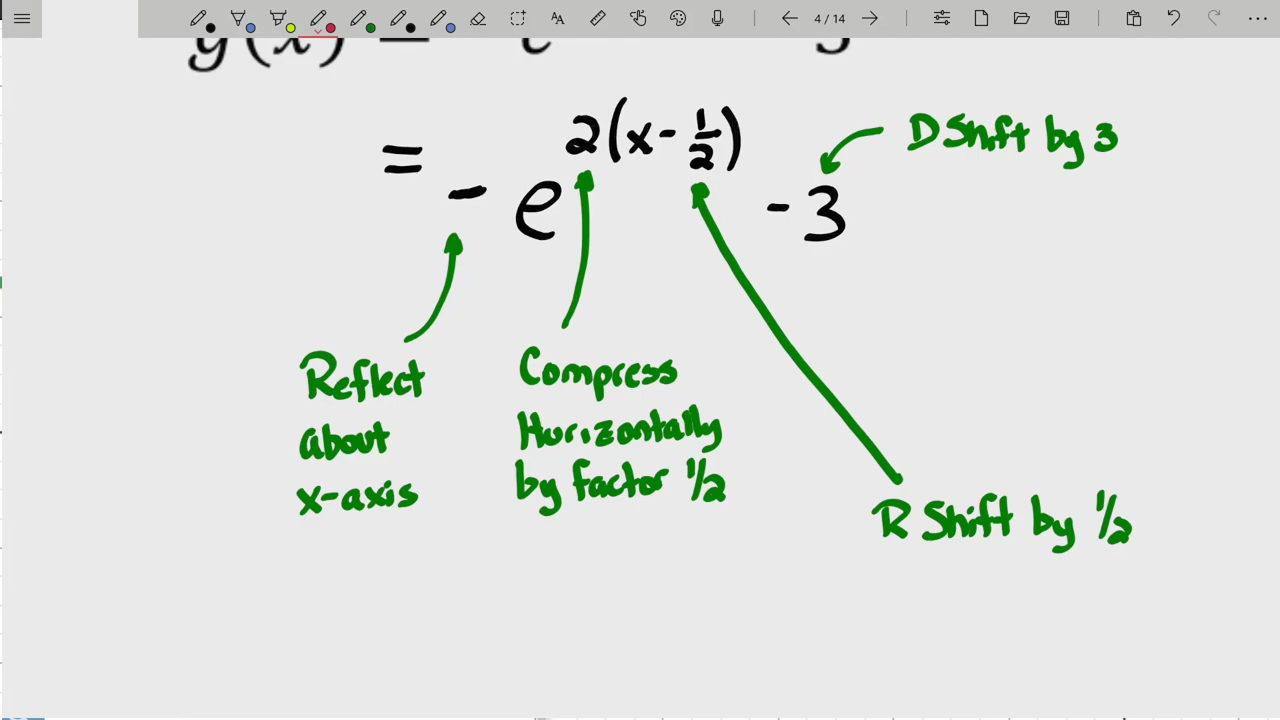 4 / 14
= - e^{2(x - 1/2)} - 3
D Shift by 3
Reflect
about
x-axis
Compress
Horizontally
by factor 1/2
R Shift by 1/2